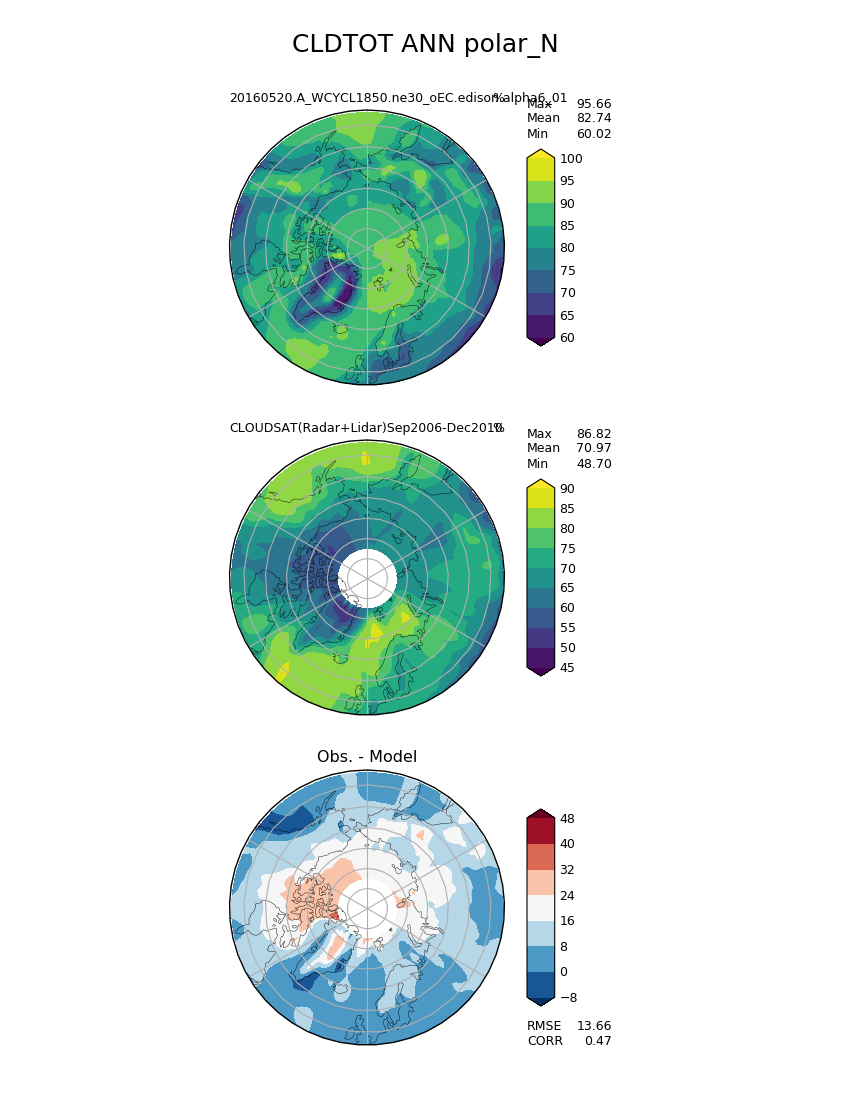 CLDTOT ANN polar_N
20160520.A_WCYCL1850.ne30_oEC.edison.alpha6_01
%
Max 95.66
Mean 82.74
Min 60.02
100
95
90
85
80
75
70
65
60
CLOUDSAT(Radar+Lidar)Sep2006-Dec2010
%
Max 86.82
Mean 70.97
Min 48.70
90
85
80
75
70
65
60
55
50
45
Obs. - Model
48
40
32
24
16
8
0
−8
RMSE 13.66
CORR 0.47